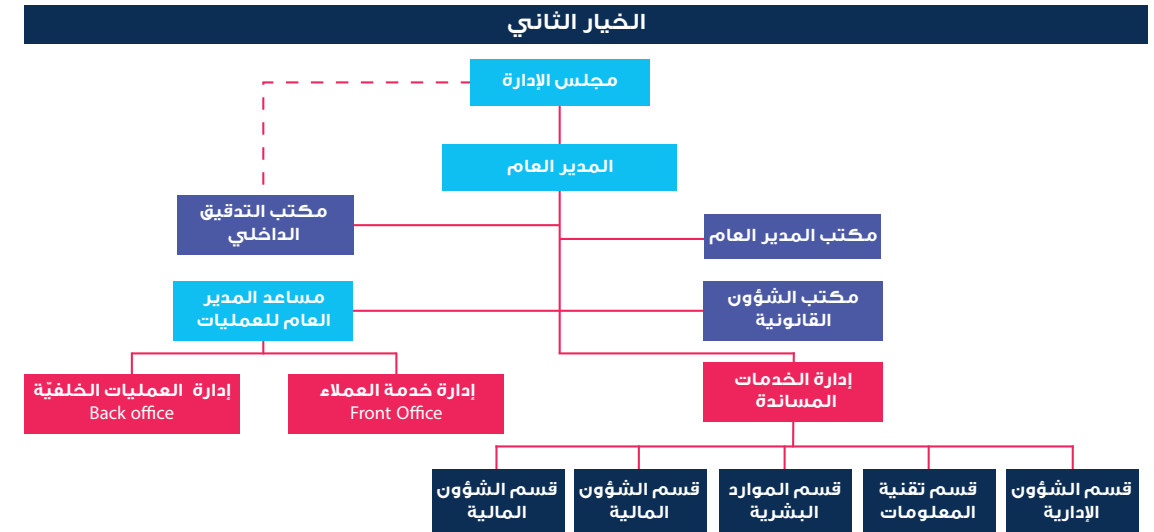 الخيار الثاني
مجلس الإدارة
المدير العام
مكتب التدقيق
الداخلي
مكتب المدير العام
مساعد المدير
العام للعمليات
مكتب الشؤون
القانونية
إدارة الخدمات
المساندة
إدارة خدمة العملاء
Front Office
إدارة العمليات الخلفيّة
Back office
قسم الشؤون
الإدارية
قسم تقنية
المعلومات
قسم الموارد
البشرية
قسم الشؤون
المالية
قسم الشؤون
المالية